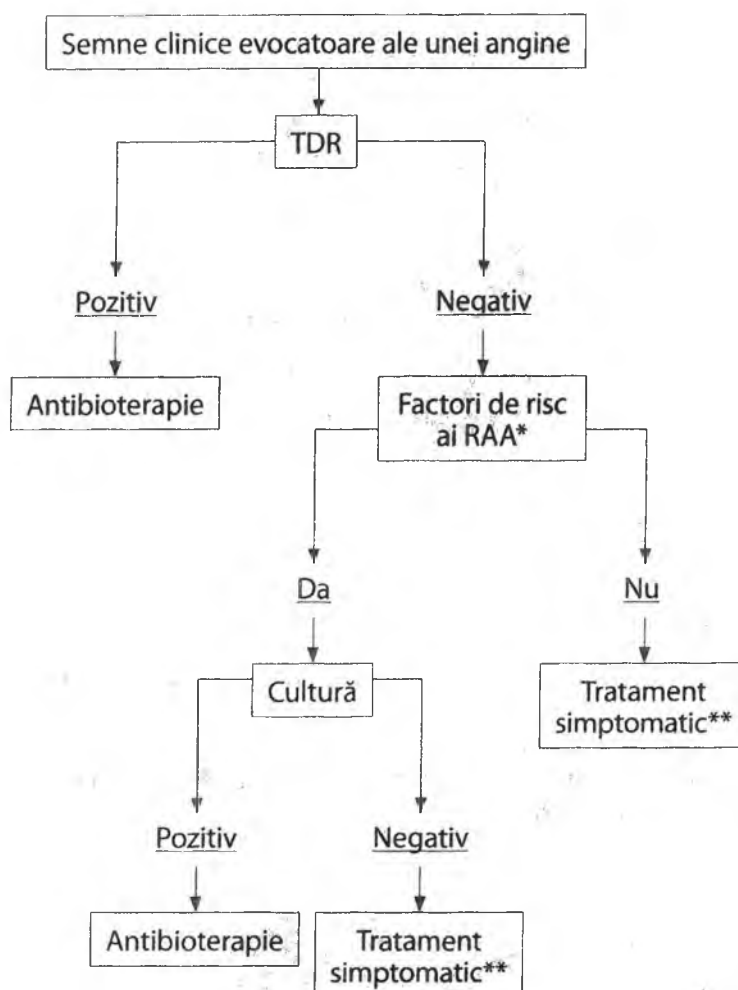 Semne clinice evocatoare ale unei angine
TDR
Pozitiv
Negativ
Antibioterapie
Factori de risc
ai RAA*
Da
Nu
Cultură
Tratament
simptomatic**
Pozitiv
Negativ
Antibioterapie
Tratament
simptomatic**